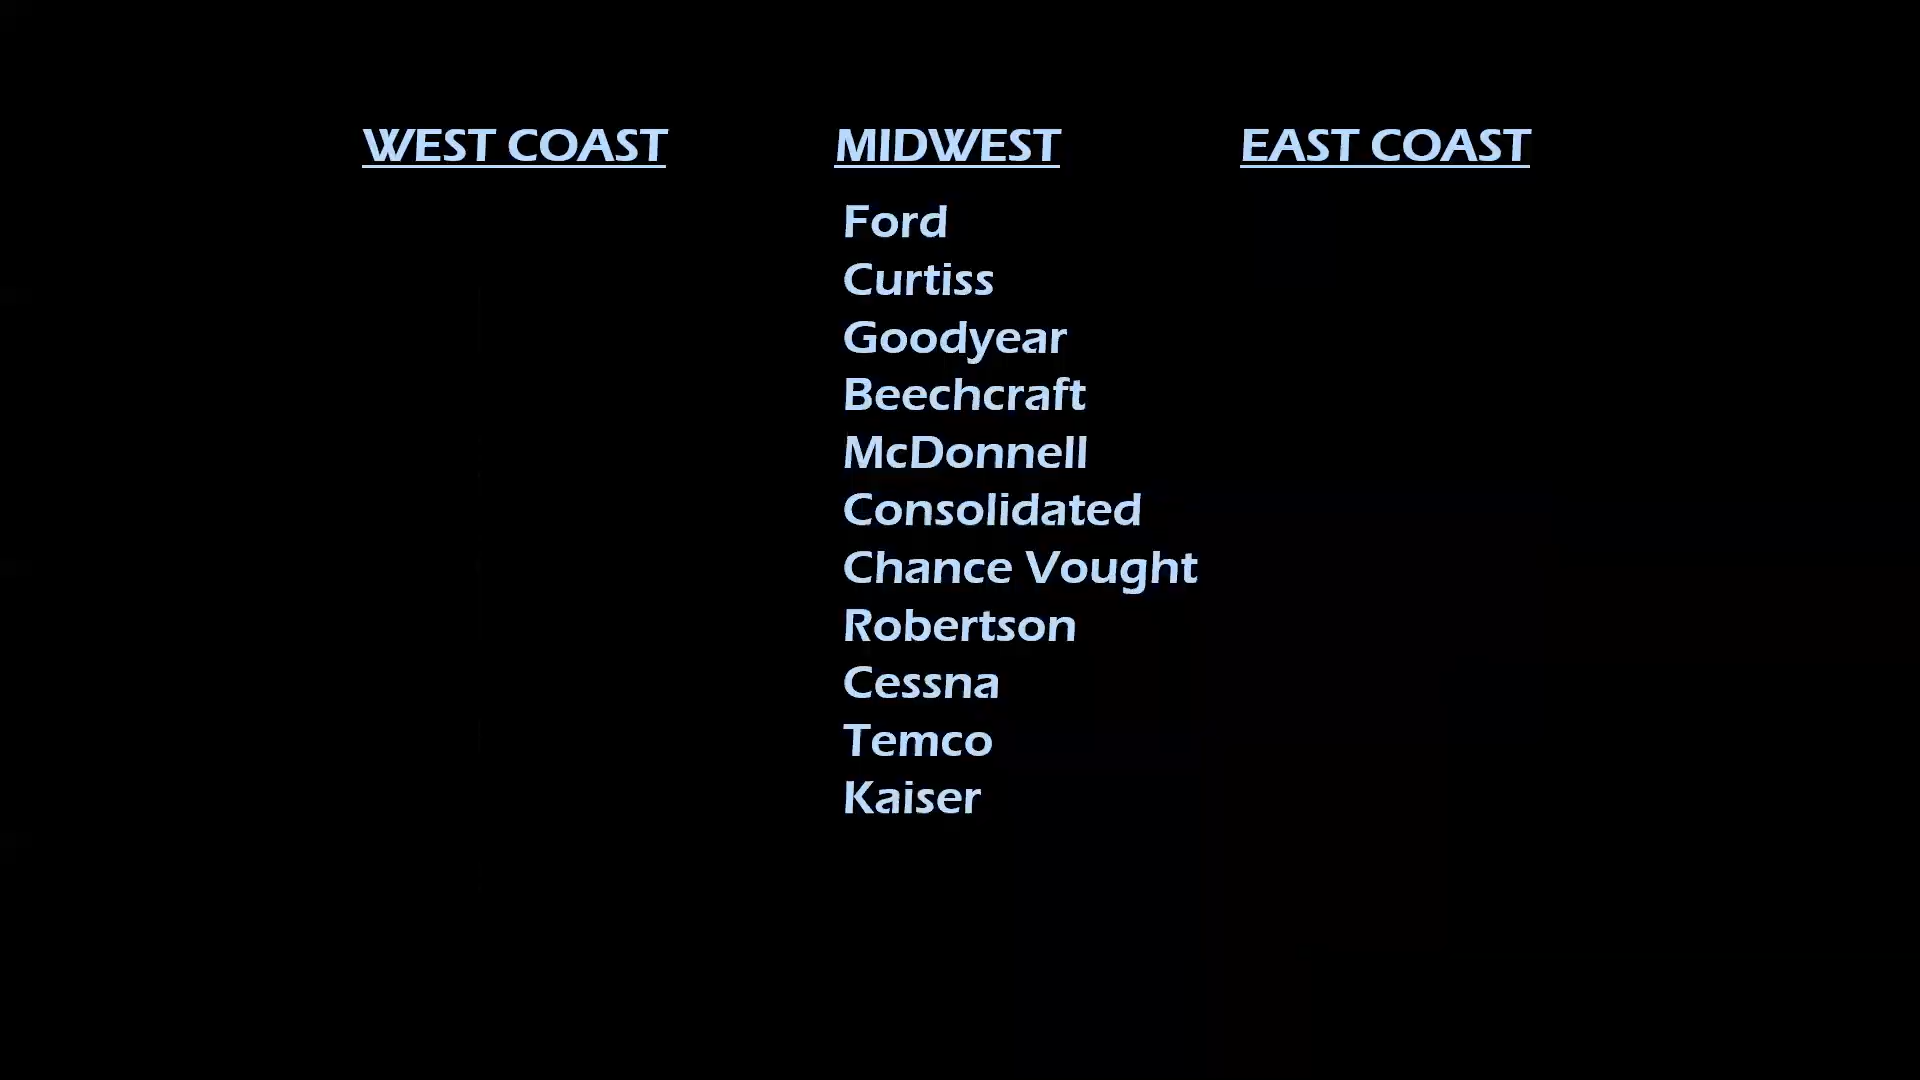 WEST COAST MIDWEST EAST COAST
Ford
Curtiss
Goodyear
Beechcraft
McDonnell
Consolidated
Chance Vought
Robertson
Cessna
Temco
Kaiser